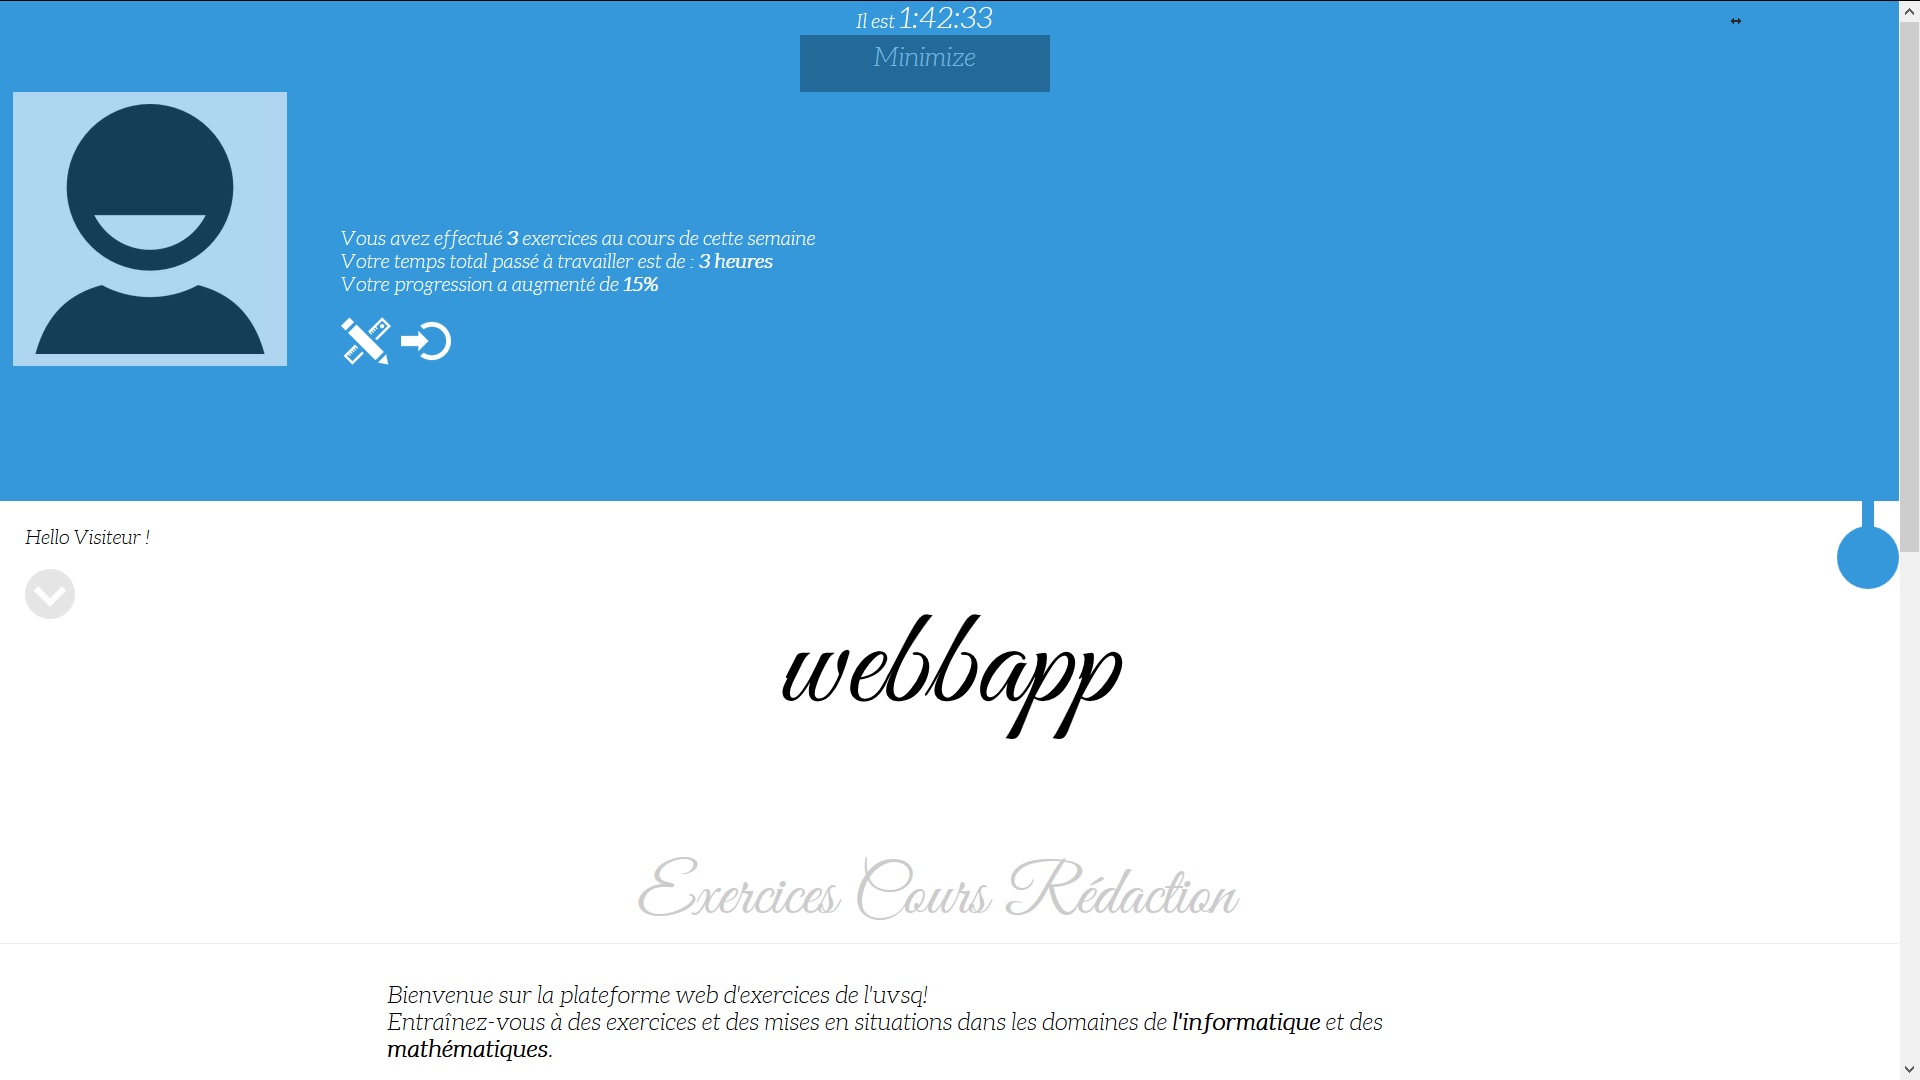 Il est 1:42:33
Minimize
Vous avez effectué 3 exercices au cours de cette semaine
Votre temps total passé à travailler est de : 3 heures
Votre progression a augmenté de 15%
Hello Visiteur !
webbapp
Exercices Cours Rédaction
Bienvenue sur la plateforme web d'exercices de l'uvsq!
Entraînez-vous à des exercices et des mises en situations dans les domaines de l'informatique et des
mathématiques.